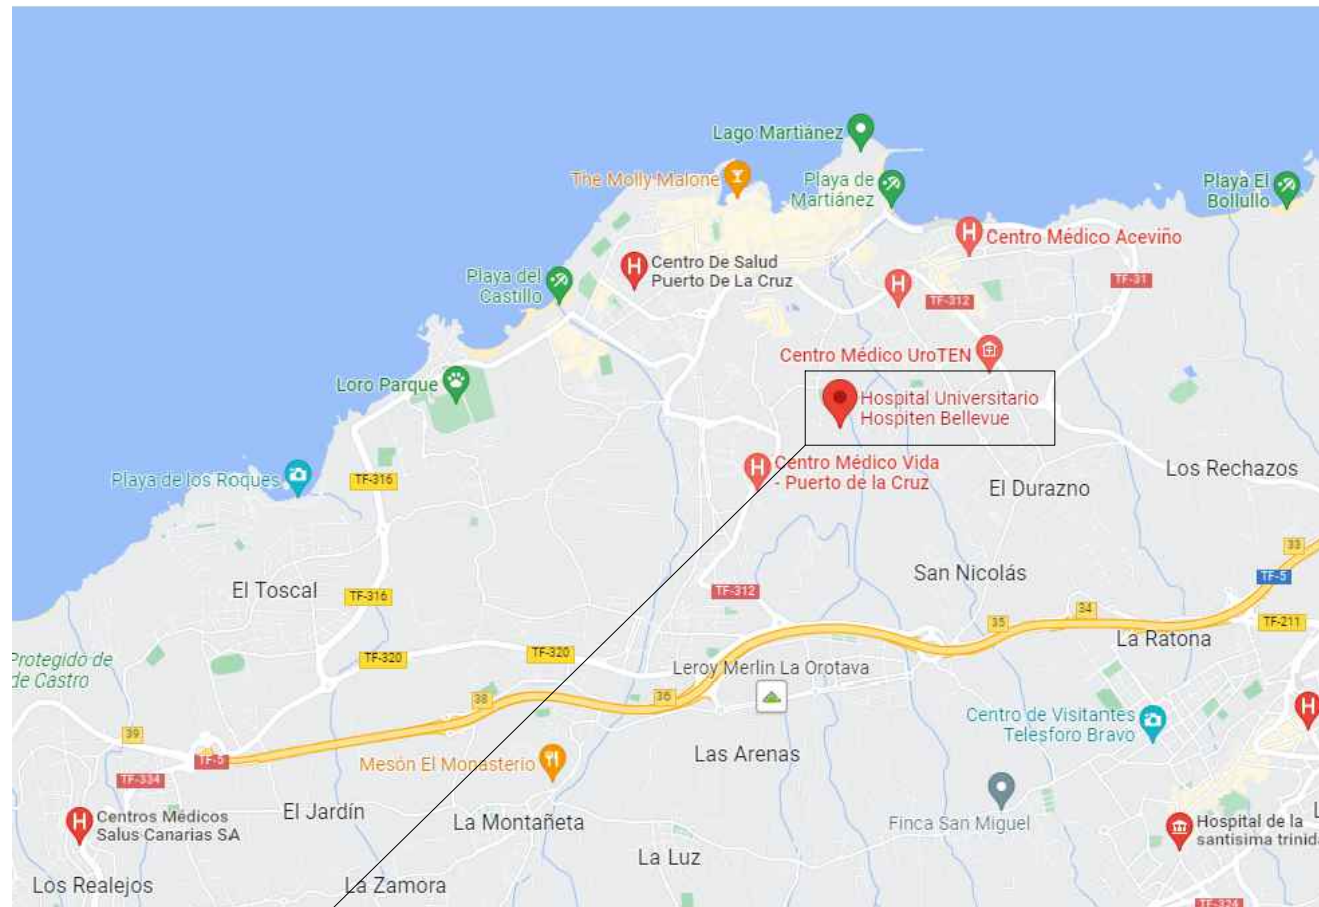 Lago Martiánez
The Molly Malone
Playa de
Martiánez
Playa El
Bollullo
Centro Médico Aceviño
Centro De Salud
Puerto De La Cruz
Playa del
Castillo
TF-31
TF-312
Centro Médico UroTEN
Loro Parque
Hospital Universitario
Hospiten Bellevue
Centro Médico Vida
- Puerto de la Cruz
Los Rechazos
Playa de los Roques
TF-316
El Durazno
33
San Nicolás
TF-5
El Toscal
TF-316
TF-312
34
35
TF-211
La Ratona
Protegido de
de Castro
TF-320
TF-320
Leroy Merlin La Orotava
38
36
Centro de Visitantes
Telesforo Bravo
39
Las Arenas
TF-5
Mesón El Monasterio
TF-334
Centros Médicos
Salus Canarias SA
El Jardín
La Montañeta
Finca San Miguel
Hospital de la
santisima trinida
La Luz
Los Realejos
La Zamora
TF-324